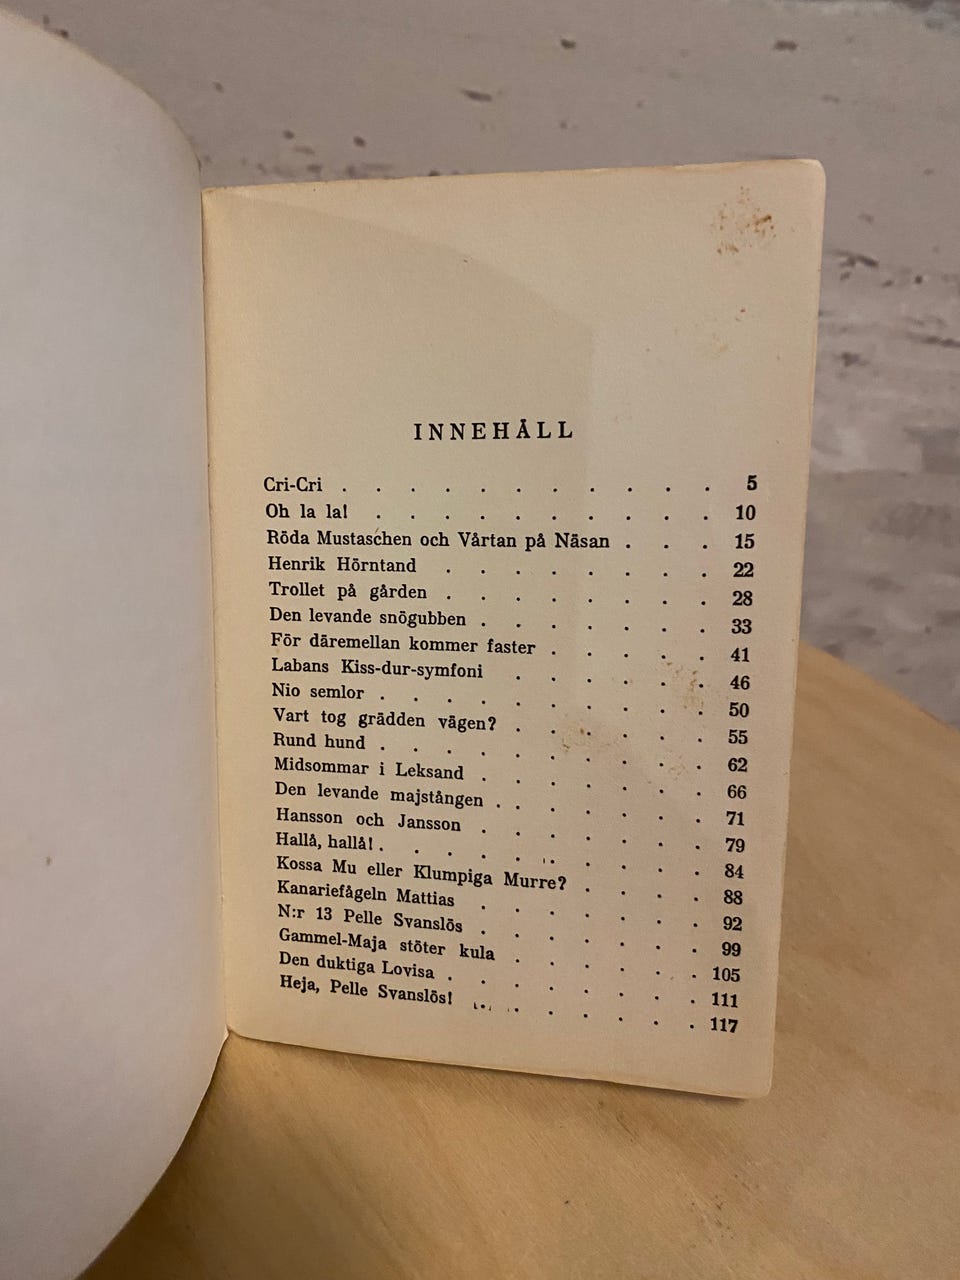 INNEHÅLL
Cri-Cri . . . . . . . . . . . 5
Oh la la! . . . . . . . . . . 10
Röda Mustaschen och Vårtan på Näsan . . . 15
Henrik Hörntand . . . . . . . . 22
Trollet på gården . . . . . . . . 28
Den levande snögubben . . . . . . . 33
För däremellan kommer faster . . . . . 41
Labans Kiss-dur-symfoni . . . . . . 46
Nio semlor . . . . . . . . . . 50
Vart tog grädden vägen? . . . . . . 55
Rund hund . . . . . . . . . . 62
Midsommar i Leksand . . . . . . . 66
Den levande majstången . . . . . . . 71
Hansson och Jansson . . . . . . . 79
Hallå, hallå! . . . . . . . . . . 84
Kossa Mu eller Klumpiga Murre? . . . . 88
Kanariefågeln Mattias . . . . . . . 92
N:r 13 Pelle Svanslös . . . . . . . 99
Gammel-Maja stöter kula . . . . . . 105
Den duktiga Lovisa . . . . . . . . 111
Heja, Pelle Svanslös! . . . . . . . . 117